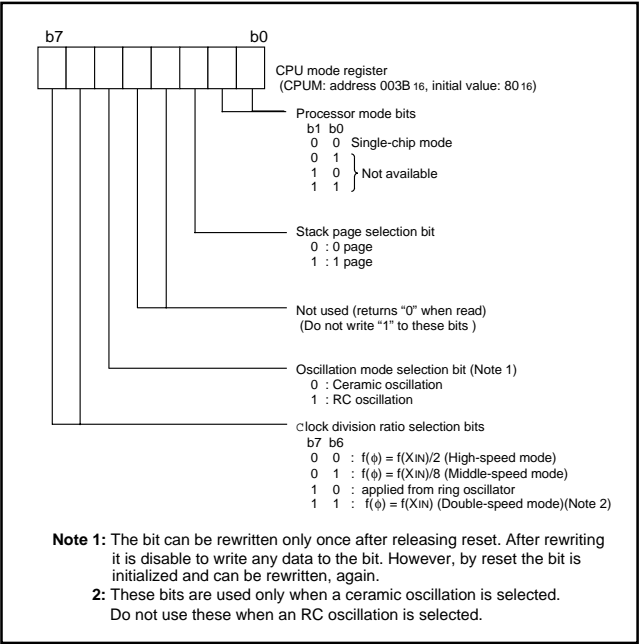 b7 b0
CPU mode register
(CPUM: address 003B16, initial value: 8016)
Processor mode bits
b1 b0
0 0 Single-chip mode
0 1
1 0 Not available
1 1
Stack page selection bit
0 : 0 page
1 : 1 page
Not used (returns “0” when read)
(Do not write “1” to these bits )
Oscillation mode selection bit (Note 1)
0 : Ceramic oscillation
1 : RC oscillation
Clock division ratio selection bits
b7 b6
0 0 : f(ϕ) = f(XIN)/2 (High-speed mode)
0 1 : f(ϕ) = f(XIN)/8 (Middle-speed mode)
1 0 : applied from ring oscillator
1 1 : f(ϕ) = f(XIN) (Double-speed mode)(Note 2)
Note 1: The bit can be rewritten only once after releasing reset. After rewriting
it is disable to write any data to the bit. However, by reset the bit is
initialized and can be rewritten, again.
2: These bits are used only when a ceramic oscillation is selected.
Do not use these when an RC oscillation is selected.